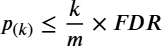 p(k) ≤ k/m × FDR